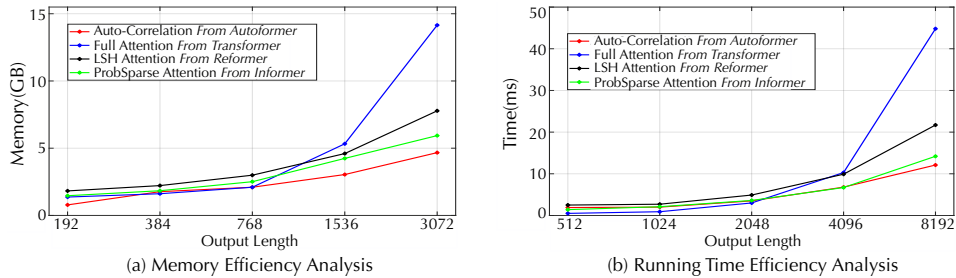 15
10
5
0
Memory(GB)
Auto-Correlation From Autoformer
Full Attention From Transformer
LSH Attention From Reformer
ProbSparse Attention From Informer
192 384 768 1536 3072
Output Length
(a) Memory Efficiency Analysis
50
40
30
20
10
0
Time(ms)
Auto-Correlation From Autoformer
Full Attention From Transformer
LSH Attention From Reformer
ProbSparse Attention From Informer
512 1024 2048 4096 8192
Output Length
(b) Running Time Efficiency Analysis